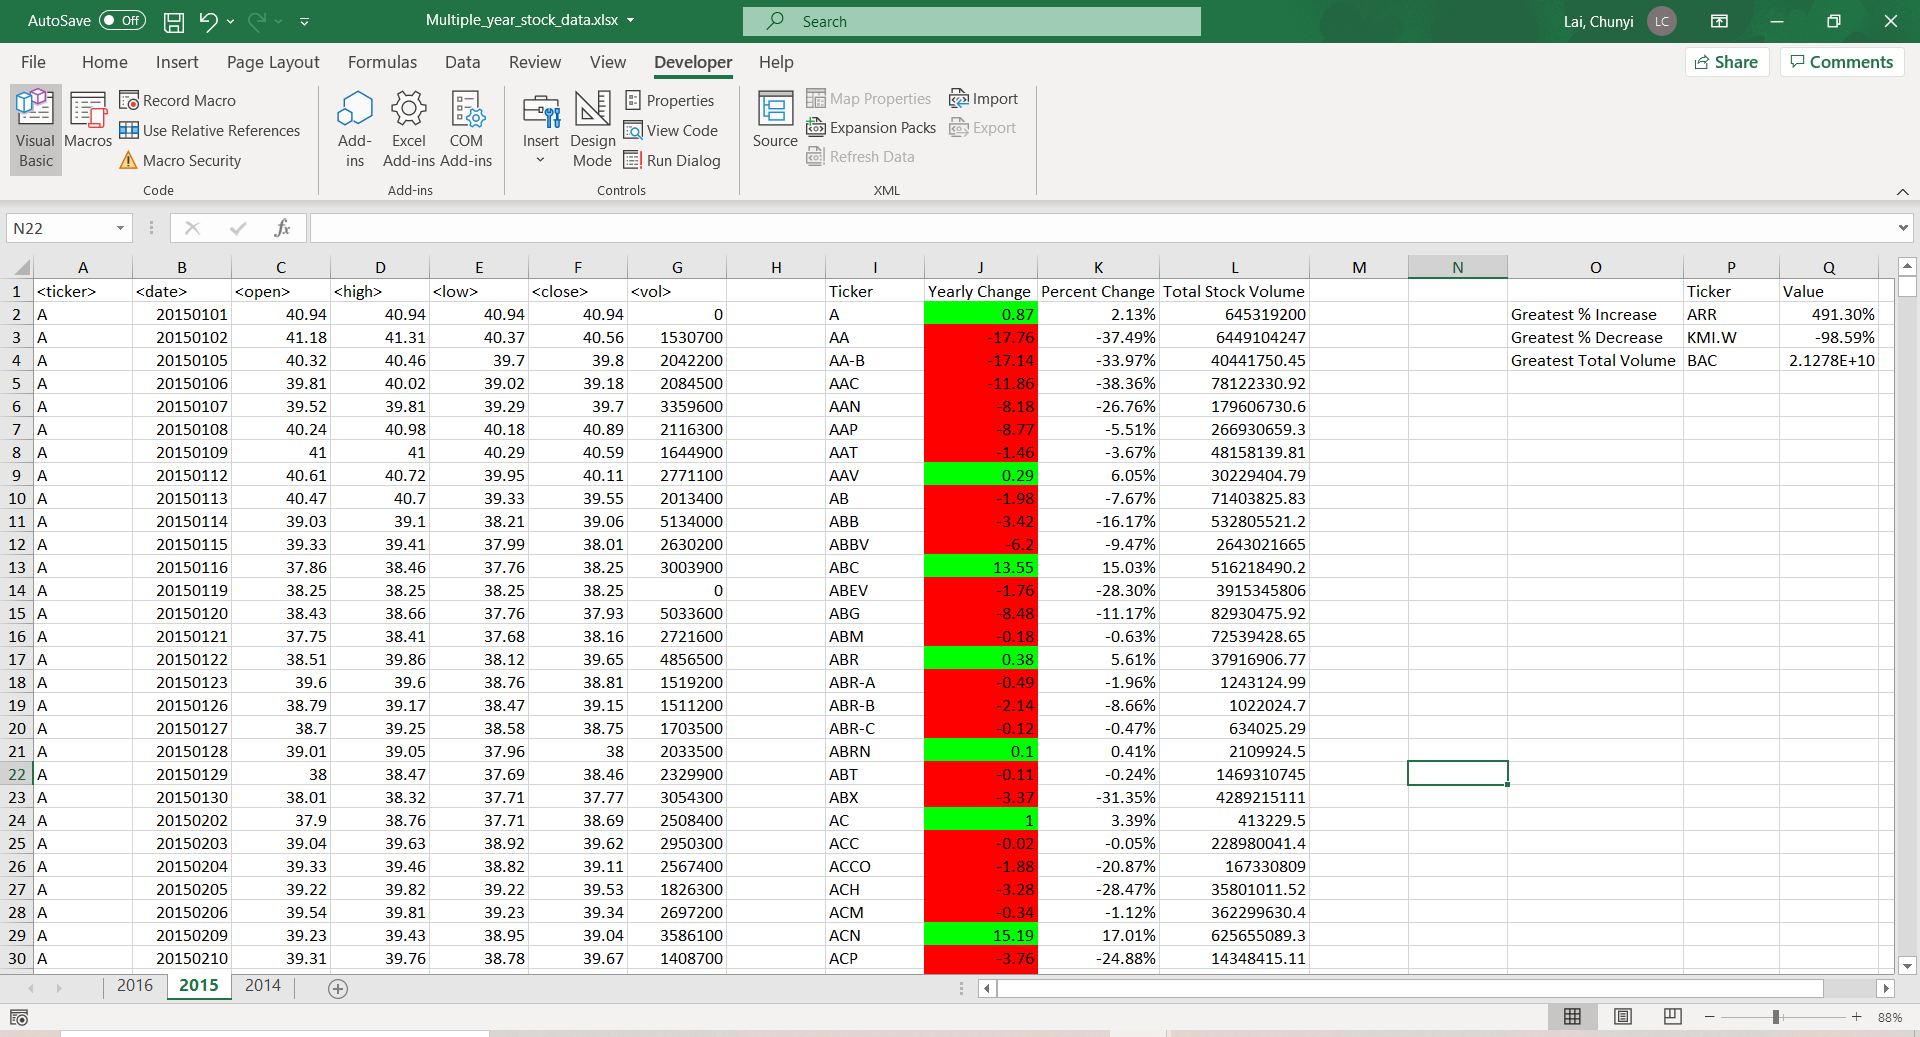 AutoSave Off Multiple_year_stock_data.xlsx Search Lai, Chunyi LC
File Home Insert Page Layout Formulas Data Review View Developer Help Share Comments
Visual Basic
Macros
Record Macro
Use Relative References
Macro Security
Code
Add-ins
Excel Add-ins
COM Add-ins
Add-ins
Insert
Design Mode
Properties
View Code
Run Dialog
Controls
Source
Map Properties
Expansion Packs
Refresh Data
Import
Export
XML
N22 fx
A B C D E F G H I J K L M N O P Q
1 <ticker> <date> <open> <high> <low> <close> <vol> Ticker Yearly Change Percent Change Total Stock Volume Ticker Value
2 A 20150101 40.94 40.94 40.94 40.94 0 A 0.87 2.13% 645319200 Greatest % Increase ARR 491.30%
3 A 20150102 41.18 41.31 40.37 40.56 1530700 AA -17.76 -37.49% 6449104247 Greatest % Decrease KMI.W -98.59%
4 A 20150105 40.32 40.46 39.7 39.8 2042200 AA-B -17.14 -33.97% 40441750.45 Greatest Total Volume BAC 2.1278E+10
5 A 20150106 39.81 40.02 39.02 39.18 2084500 AAC -11.86 -38.36% 78122330.92
6 A 20150107 39.52 39.81 39.29 39.7 3359600 AAN -8.18 -26.76% 179606730.6
7 A 20150108 40.24 40.98 40.18 40.89 2116300 AAP -8.77 -5.51% 266930659.3
8 A 20150109 41 41 40.29 40.59 1644900 AAT -1.46 -3.67% 48158139.81
9 A 20150112 40.61 40.72 39.95 40.11 2771100 AAV 0.29 6.05% 30229404.79
10 A 20150113 40.47 40.7 39.33 39.55 2013400 AB -1.98 -7.67% 71403825.83
11 A 20150114 39.03 39.1 38.21 39.06 5134000 ABB -3.42 -16.17% 532805521.2
12 A 20150115 39.33 39.41 37.99 38.01 2630200 ABBV -6.2 -9.47% 2643021665
13 A 20150116 37.86 38.46 37.76 38.25 3003900 ABC 13.55 15.03% 516218490.2
14 A 20150119 38.25 38.25 38.25 38.25 0 ABEV -1.76 -28.30% 3915345806
15 A 20150120 38.43 38.66 37.76 37.93 5033600 ABG -8.48 -11.17% 82930475.92
16 A 20150121 37.75 38.41 37.68 38.16 2721600 ABM -0.18 -0.63% 72539428.65
17 A 20150122 38.51 39.86 38.12 39.65 4856500 ABR 0.38 5.61% 37916906.77
18 A 20150123 39.6 39.6 38.76 38.81 1519200 ABR-A -0.49 -1.96% 1243124.99
19 A 20150126 38.79 39.17 38.47 39.15 1511200 ABR-B -2.14 -8.66% 1022024.7
20 A 20150127 38.7 39.25 38.58 38.75 1703500 ABR-C -0.12 -0.47% 634025.29
21 A 20150128 39.01 39.05 37.96 38 2033500 ABRN 0.1 0.41% 2109924.5
22 A 20150129 38 38.47 37.69 38.46 2329900 ABT -0.11 -0.24% 1469310745
23 A 20150130 38.01 38.32 37.71 37.77 3054300 ABX -3.37 -31.35% 4289215111
24 A 20150202 37.9 38.76 37.71 38.69 2508400 AC 1 3.39% 413229.5
25 A 20150203 39.04 39.63 38.92 39.62 2950300 ACC -0.02 -0.05% 228980041.4
26 A 20150204 39.33 39.46 38.82 39.11 2567400 ACCO -1.88 -20.87% 167330809
27 A 20150205 39.22 39.82 39.22 39.53 1826300 ACH -3.28 -28.47% 35801011.52
28 A 20150206 39.54 39.81 39.23 39.34 2697200 ACM -0.34 -1.12% 362299630.4
29 A 20150209 39.23 39.43 38.95 39.04 3586100 ACN 15.19 17.01% 625655089.3
30 A 20150210 39.31 39.76 38.78 39.67 1408700 ACP -3.76 -24.88% 14348415.11
2016 2015 2014
88%